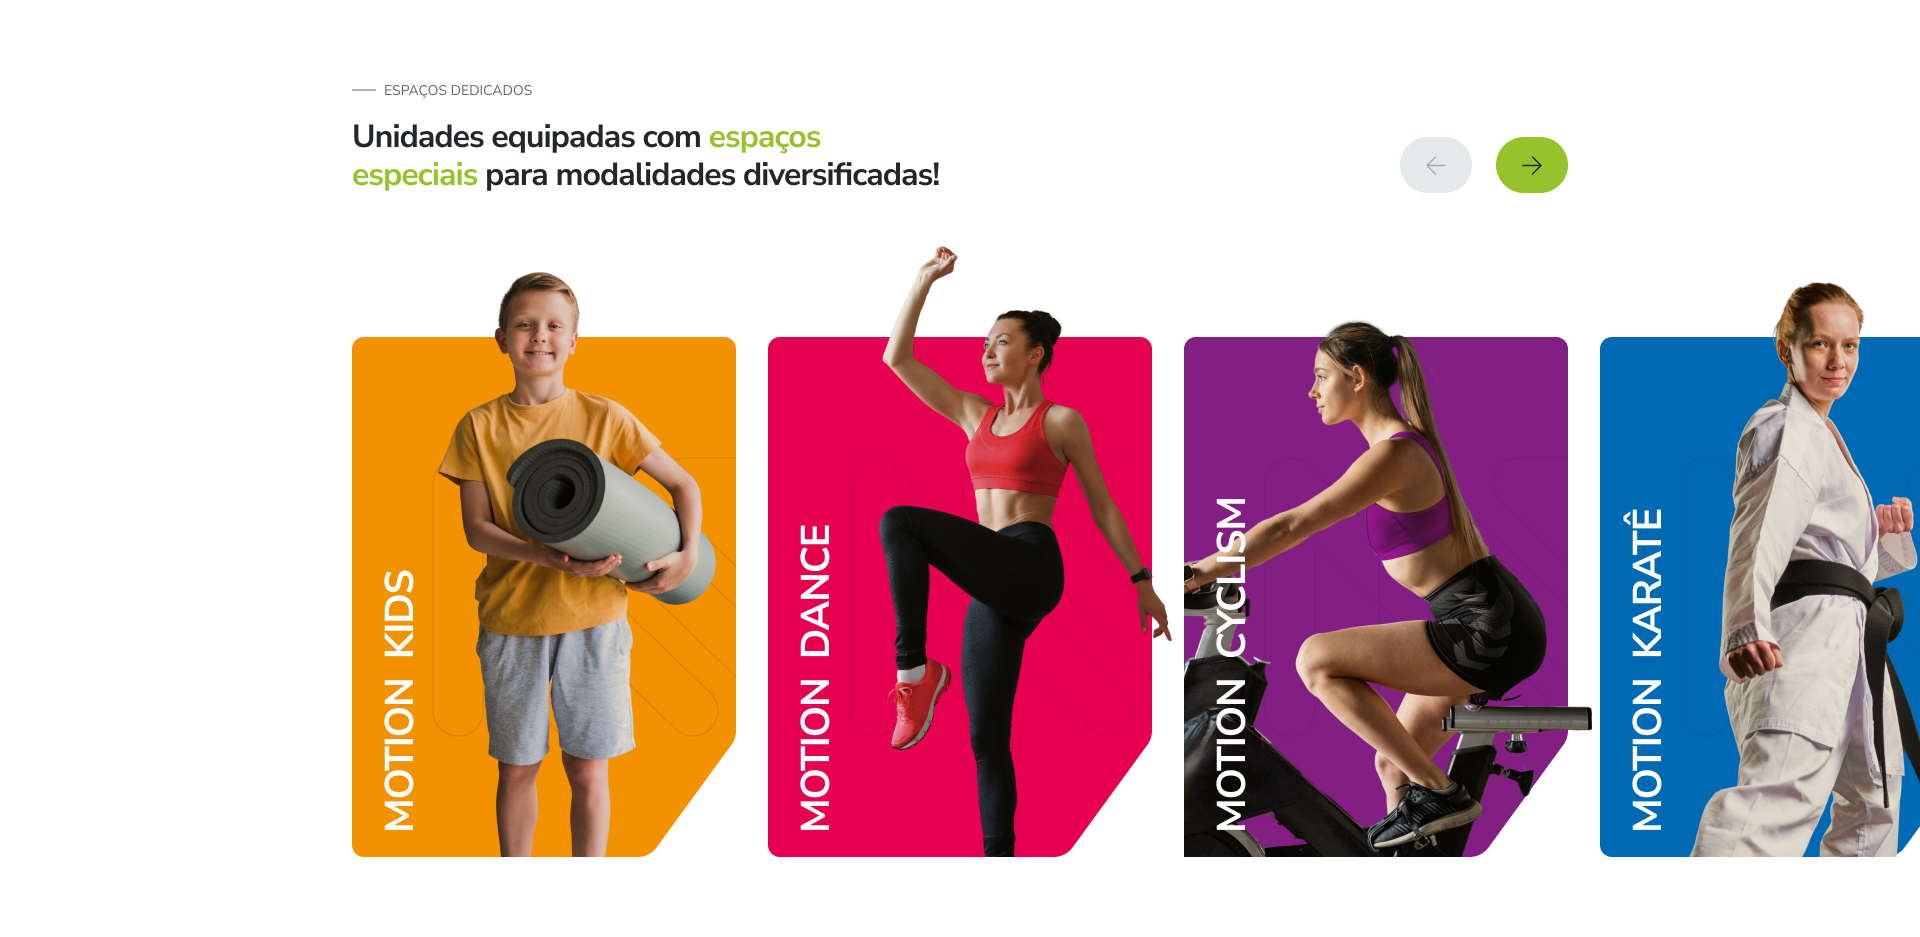 ESPAÇOS DEDICADOS
Unidades equipadas com espaços
especiais para modalidades diversificadas!
MOTION KIDS
MOTION DANCE
MOTION CYCLISM
MOTION KARATÊ